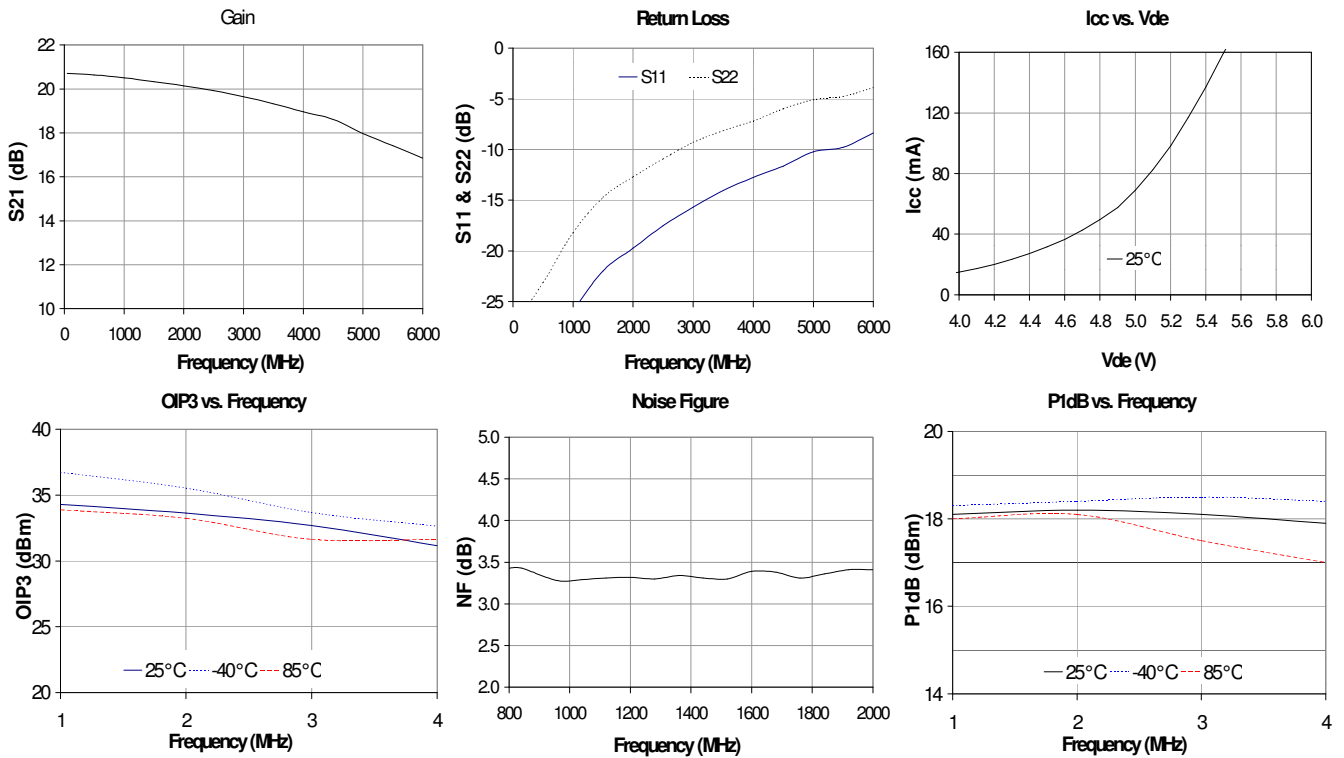 Gain
S21 (dB)
22
20
18
16
14
12
10
0 1000 2000 3000 4000 5000 6000
Frequency (MHz)
Return Loss
S11 & S22 (dB)
0
-5
-10
-15
-20
-25
S11 S22
0 1000 2000 3000 4000 5000 6000
Frequency (MHz)
Icc vs. Vde
Icc (mA)
160
120
80
40
0
25°C
4.0 4.2 4.4 4.6 4.8 5.0 5.2 5.4 5.6 5.8 6.0
Vde (V)
OIP3 vs. Frequency
OIP3 (dBm)
40
35
30
25
20
25°C -40°C 85°C
1 2 3 4
Frequency (MHz)
Noise Figure
NF (dB)
5.0
4.5
4.0
3.5
3.0
2.5
2.0
800 1000 1200 1400 1600 1800 2000
Frequency (MHz)
P1dB vs. Frequency
P1dB (dBm)
20
18
16
14
25°C -40°C 85°C
1 2 3 4
Frequency (MHz)